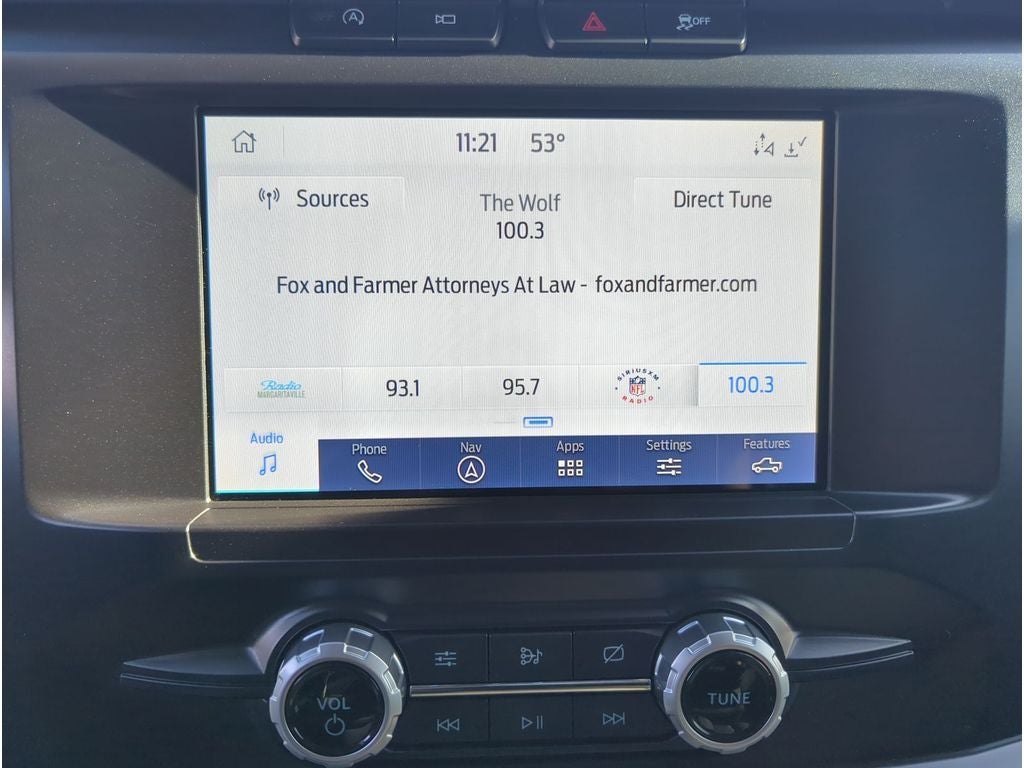 OFF
11:21 53°
Sources
The Wolf
100.3
Direct Tune
Fox and Farmer Attorneys At Law - foxandfarmer.com
Radio
MARGARITAVILLE
93.1
95.7
SIRIUSXM
NFL
RADIO
100.3
Audio
Phone
Nav
Apps
Settings
Features
VOL
TUNE